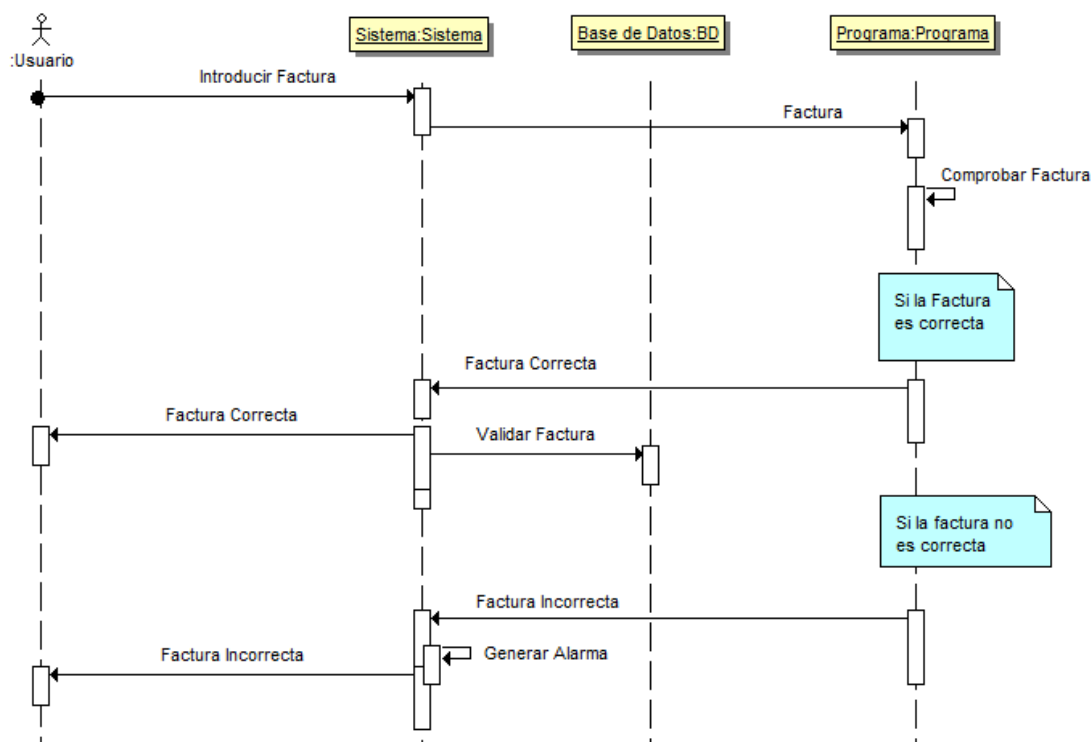 Sistema:Sistema
Base de Datos:BD
Programa:Programa
:Usuario
Introducir Factura
Factura
Comprobar Factura
Si la Factura
es correcta
Factura Correcta
Factura Correcta
Validar Factura
Si la factura no
es correcta
Factura Incorrecta
Generar Alarma
Factura Incorrecta